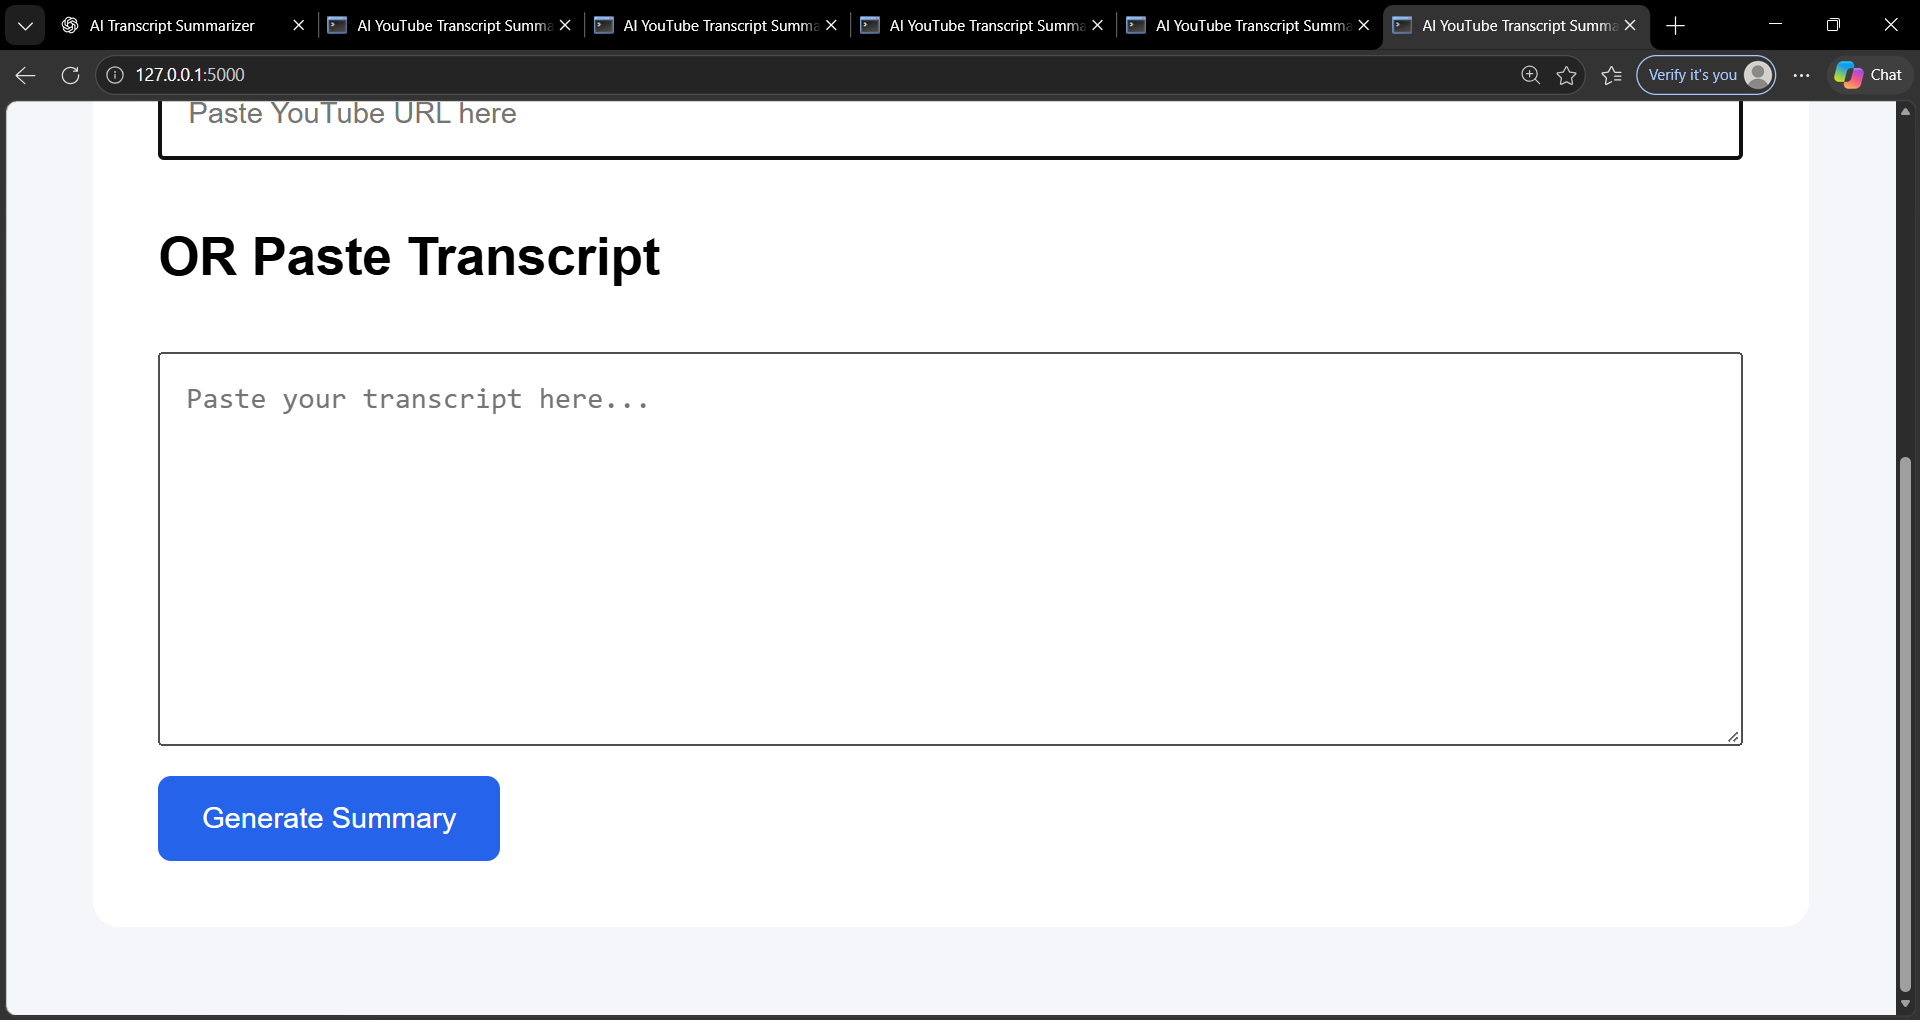 AI Transcript Summarizer
AI YouTube Transcript Summa
AI YouTube Transcript Summa
AI YouTube Transcript Summa
AI YouTube Transcript Summa
AI YouTube Transcript Summa
127.0.0.1:5000
Verify it's you
Chat
Paste YouTube URL here
OR Paste Transcript
Paste your transcript here...
Generate Summary